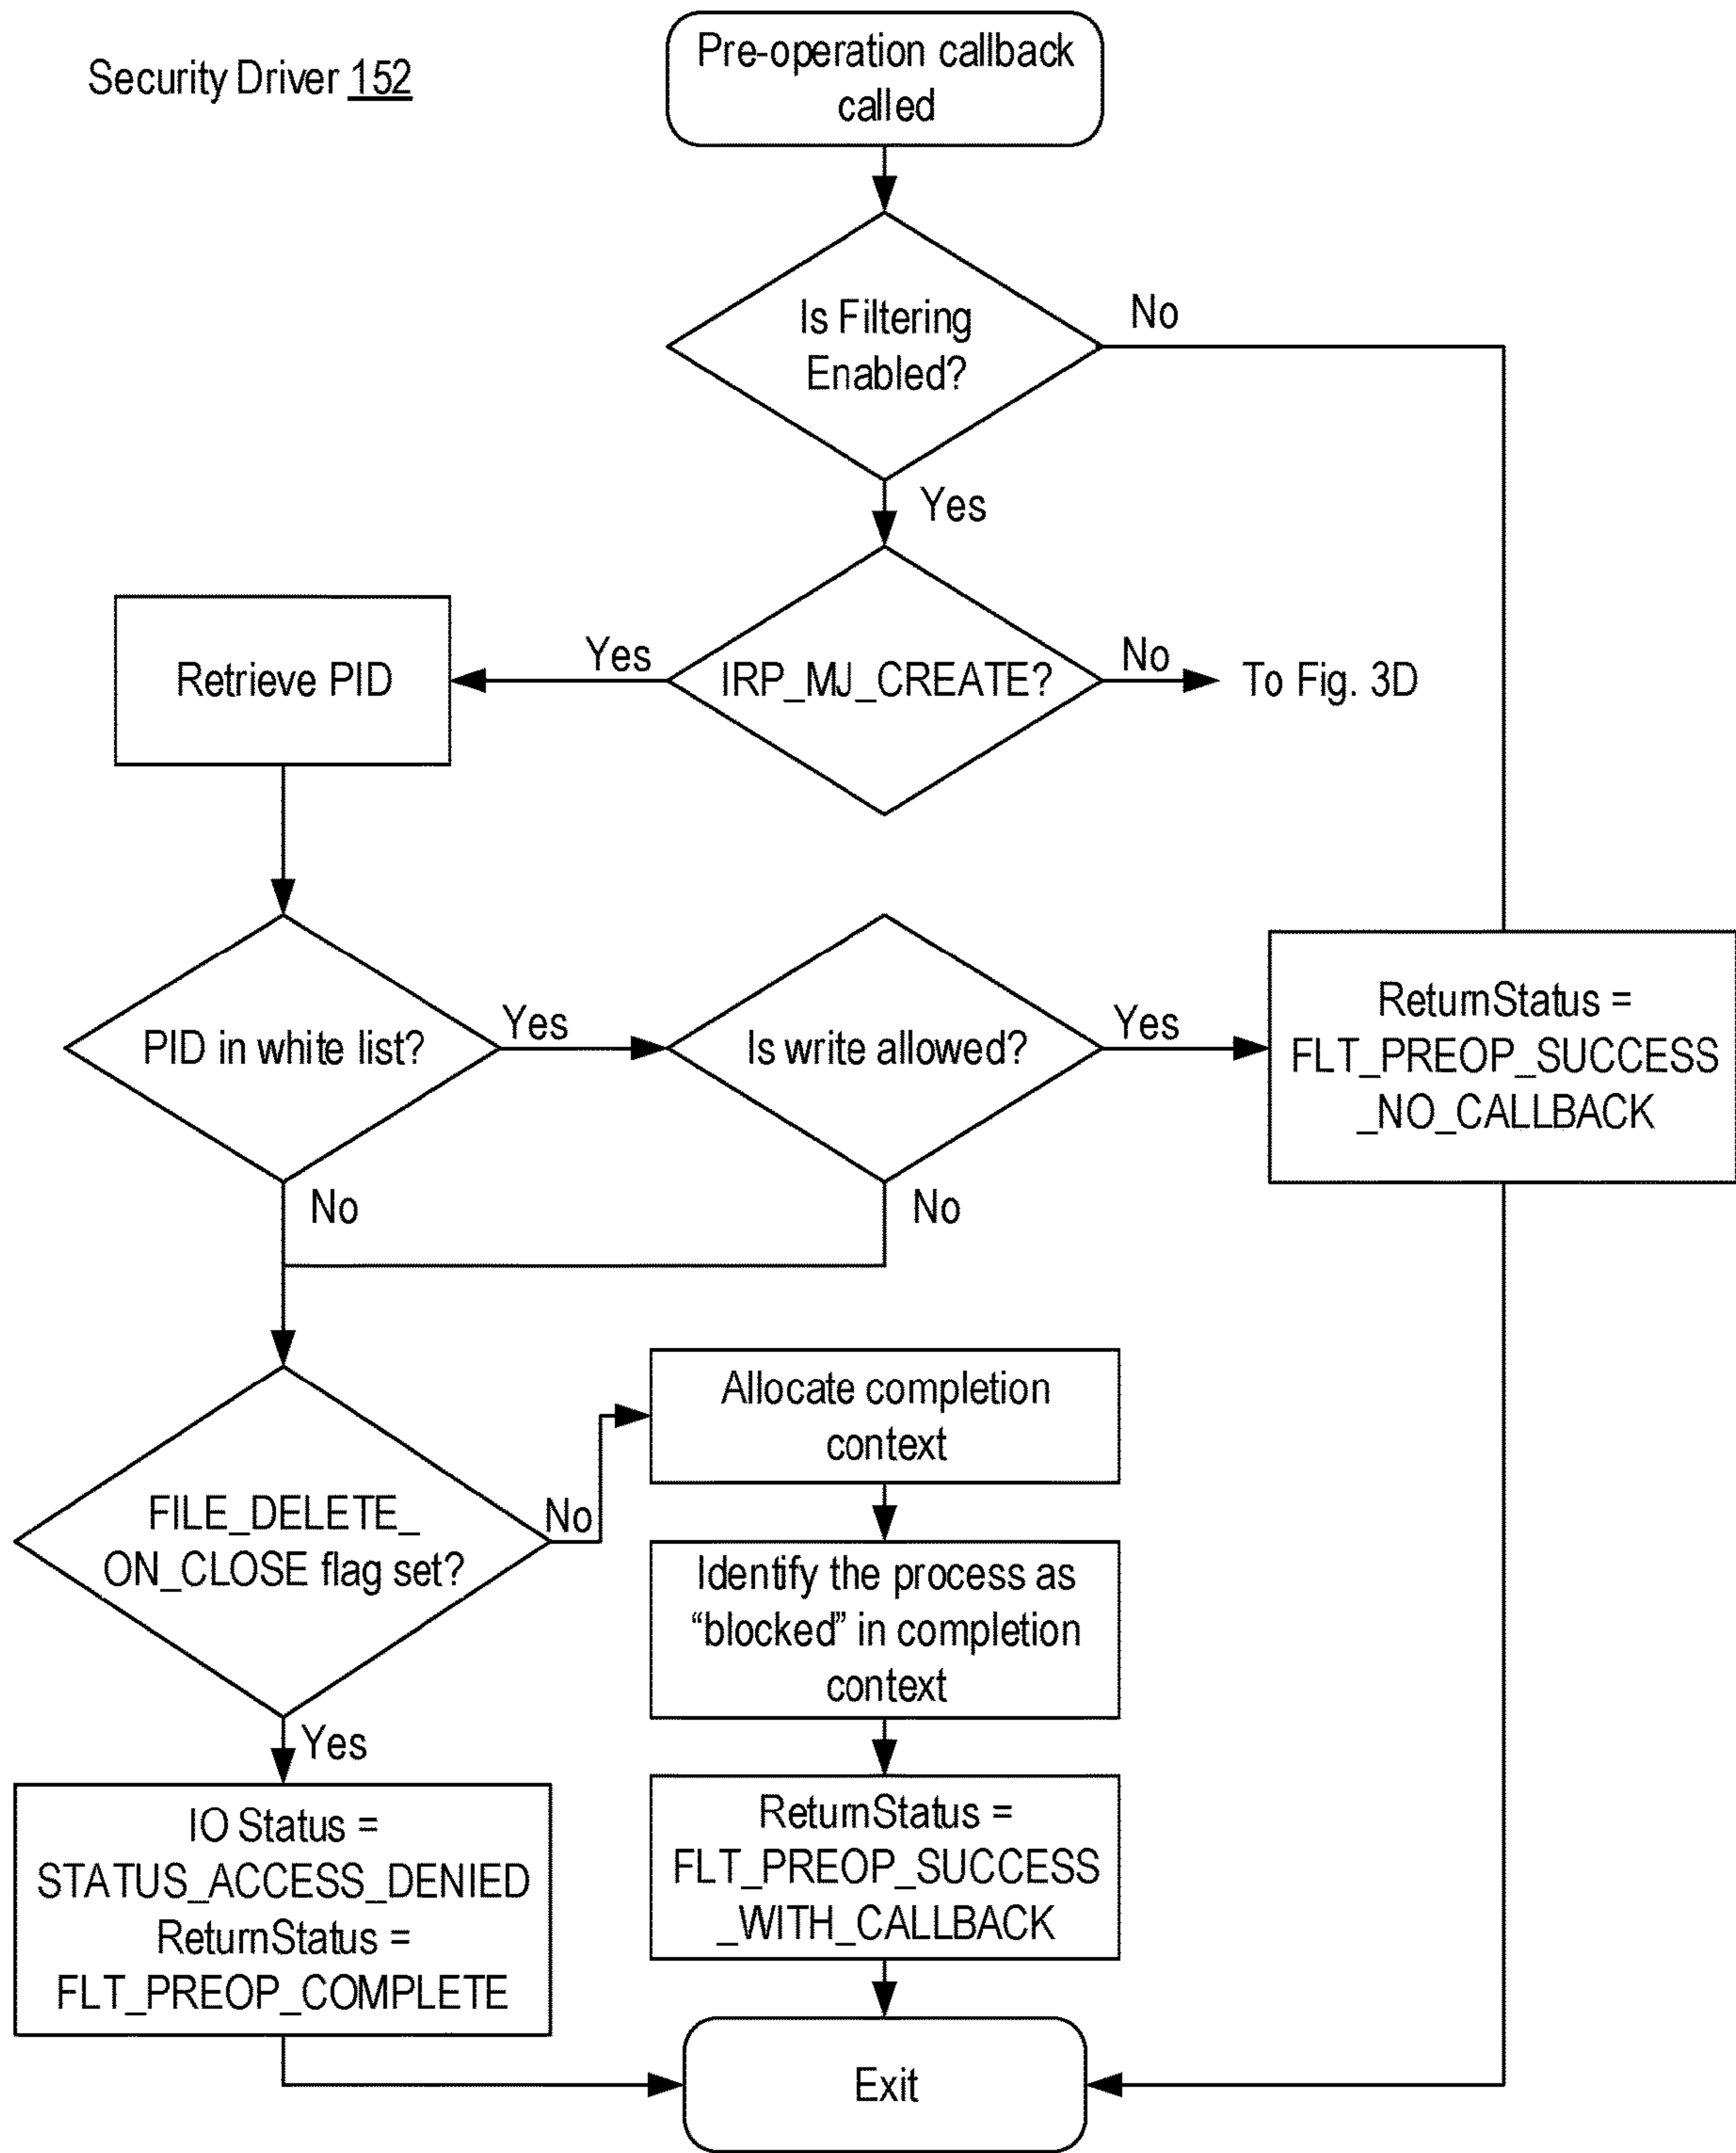 Security Driver 152
Pre-operation callback
called
Is Filtering
Enabled?
No
Yes
IRP_MJ_CREATE?
Yes
No
To Fig. 3D
Retrieve PID
PID in white list?
Yes
Is write allowed?
Yes
ReturnStatus =
FLT_PREOP_SUCCESS
_NO_CALLBACK
No
No
FILE_DELETE_
ON_CLOSE flag set?
No
Allocate completion
context
Identify the process as
“blocked” in completion
context
Yes
IO Status =
STATUS_ACCESS_DENIED
ReturnStatus =
FLT_PREOP_COMPLETE
ReturnStatus =
FLT_PREOP_SUCCESS
_WITH_CALLBACK
Exit